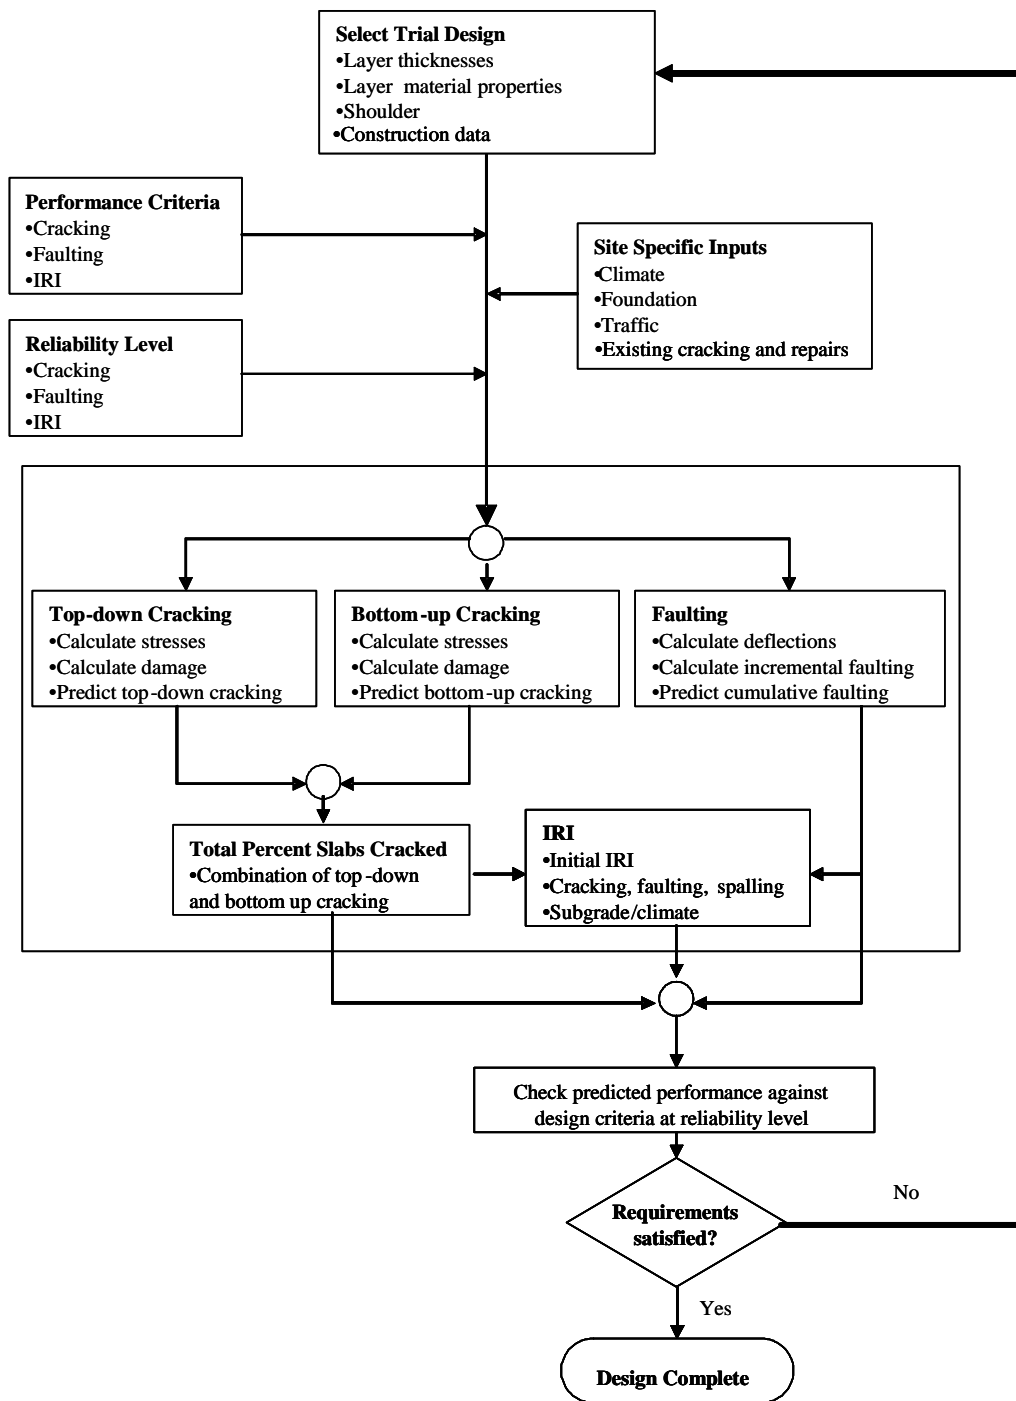 Select Trial Design
•Layer thicknesses
•Layer material properties
•Shoulder
•Construction data
Performance Criteria
•Cracking
•Faulting
•IRI
Site Specific Inputs
•Climate
•Foundation
•Traffic
•Existing cracking and repairs
Reliability Level
•Cracking
•Faulting
•IRI
Top-down Cracking
•Calculate stresses
•Calculate damage
•Predict top-down cracking
Bottom-up Cracking
•Calculate stresses
•Calculate damage
•Predict bottom-up cracking
Faulting
•Calculate deflections
•Calculate incremental faulting
•Predict cumulative faulting
Total Percent Slabs Cracked
•Combination of top-down
and bottom up cracking
IRI
•Initial IRI
•Cracking, faulting, spalling
•Subgrade/climate
Check predicted performance against
design criteria at reliability level
Requirements
satisfied?
No
Yes
Design Complete